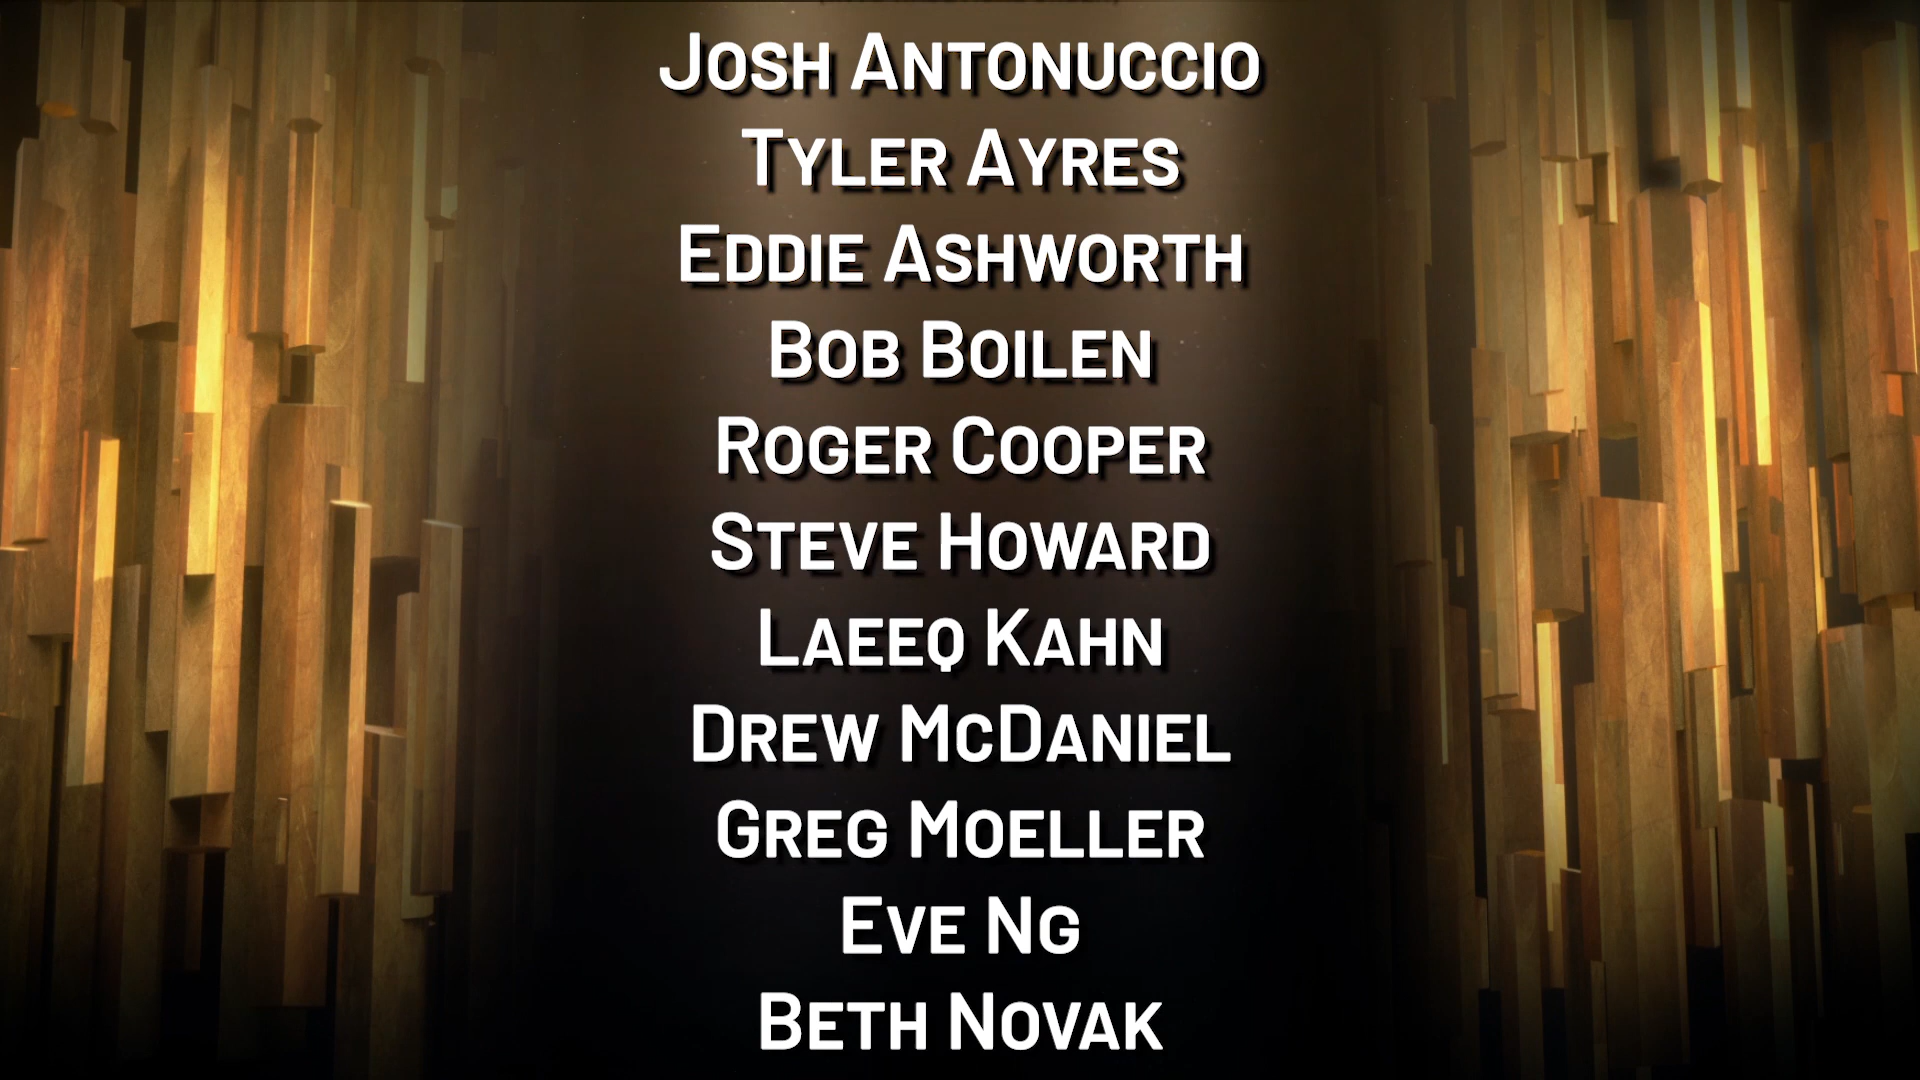 Josh Antonuccio
Tyler Ayres
Eddie Ashworth
Bob Boilen
Roger Cooper
Steve Howard
Laeeq Kahn
Drew McDaniel
Greg Moeller
Eve Ng
Beth Novak